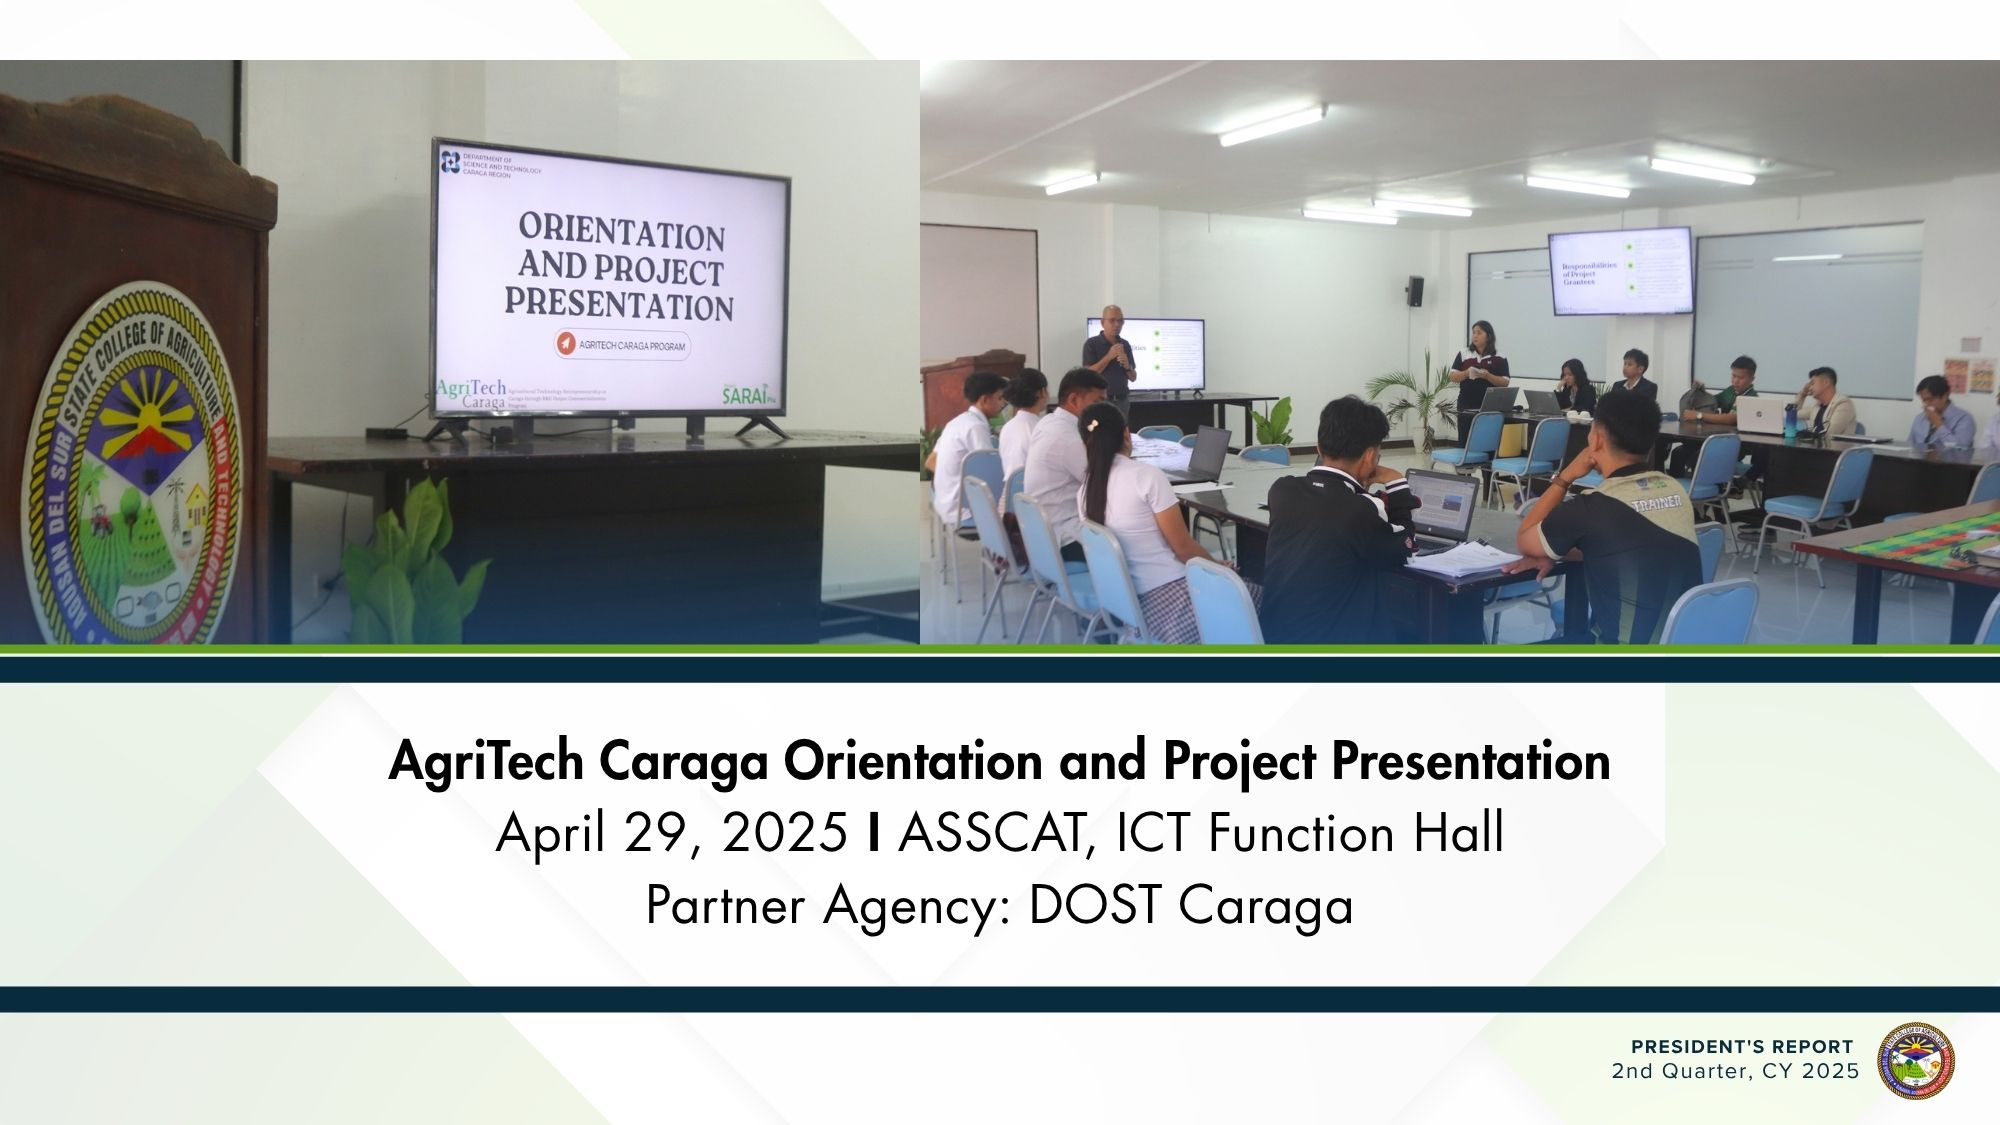 DEPARTMENT OF
SCIENCE AND TECHNOLOGY
CARAGA REGION
ORIENTATION
AND PROJECT
PRESENTATION
AGRITECH CARAGA PROGRAM
AgriTech
Caraga
SARAi
AGUSAN DEL SUR STATE COLLEGE OF AGRICULTURE AND TECHNOLOGY
Responsibilities
of Project
Grantees
TRAINER
AgriTech Caraga Orientation and Project Presentation
April 29, 2025 I ASSCAT, ICT Function Hall
Partner Agency: DOST Caraga
PRESIDENT'S REPORT
2nd Quarter, CY 2025